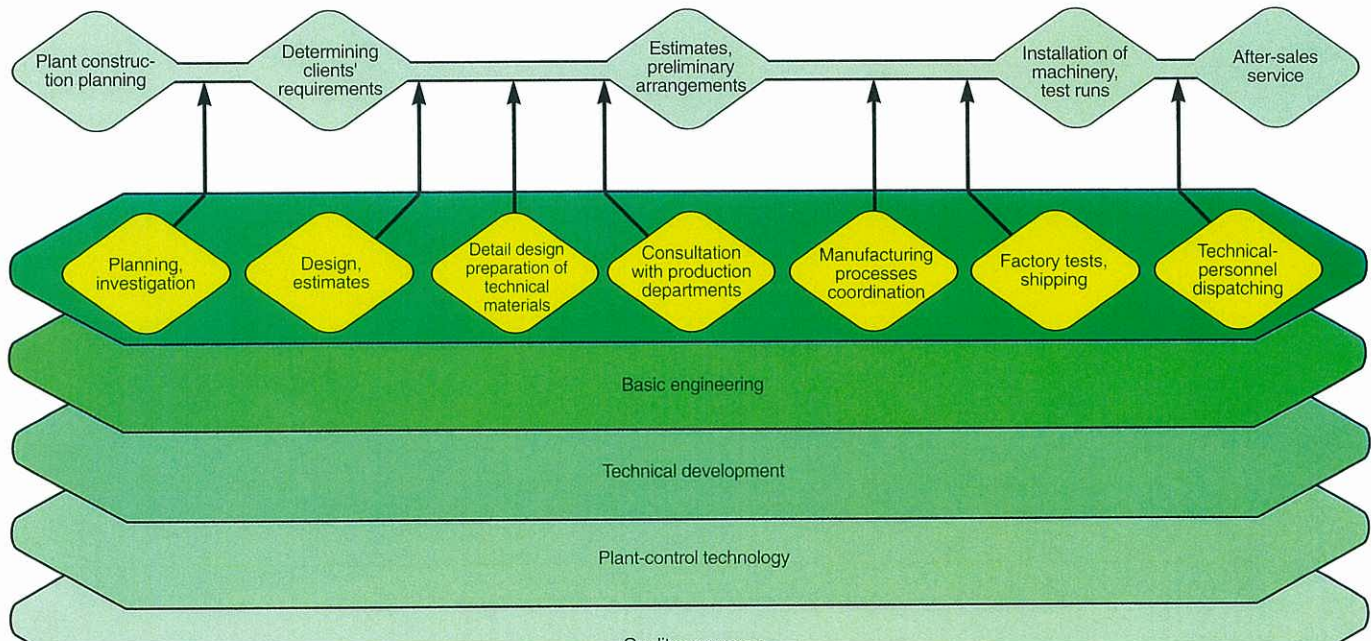 Plant construc-
tion planning
Determining
clients'
requirements
Estimates,
preliminary
arrangements
Installation of
machinery,
test runs
After-sales
service
Planning,
investigation
Design,
estimates
Detail design
preparation of
technical
materials
Consultation
with production
departments
Manufacturing
processes
coordination
Factory tests,
shipping
Technical-
personnel
dispatching
Basic engineering
Technical development
Plant-control technology